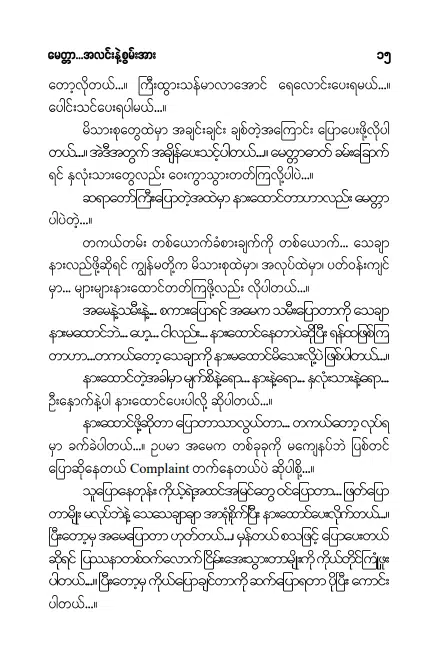 မေတ္တာ...အလင်းနဲ့စွမ်းအား ၁၅
တော့လိုတယ်...။ ကြီးထွားသန်မာလာအောင် ရေလောင်းပေးရမယ်...။
ပေါင်းသင်ပေးရပါမယ်...။
မိသားစုတွေထဲမှာ အချင်းချင်း ချစ်တဲ့အကြောင်း ပြောပေးဖို့လိုပါ
တယ်...။ အဲဒီအတွက် အချိန်ပေးသင့်ပါတယ်...။ မေတ္တာဓာတ် ခမ်းခြောက်
ရင် နှလုံးသားတွေလည်း ဝေးကွာသွားတတ်ကြလို့ပါပဲ...။
ဆရာတော်ကြီးပြောတဲ့အထဲမှာ နားထောင်တာဟာလည်း မေတ္တာ
ပါပဲတဲ့...။
တကယ်တမ်း တစ်ယောက်ခံစားချက်ကို တစ်ယောက်... သေချာ
နားလည်ဖို့ဆိုရင် ကျွန်မတို့က မိသားစုထဲမှာ၊ အလုပ်ထဲမှာ၊ ပတ်ဝန်းကျင်
မှာ... များများနားထောင်တတ်ကြဖို့လည်း လိုပါတယ်...။
အမေနဲ့သမီးနဲ့... စကားပြောရင် အမေက သမီးပြောတာကို သေချာ
နားမထောင်ဘဲ... ဟေ့... ငါလည်း... နားထောင်နေတာပဲဆိုပြီး ရန်ထဖြစ်ကြ
တာဟာ...တကယ်တော့ သေချာကို နားမထောင်မိသေးလို့ပဲ ဖြစ်ပါတယ်...။
နားထောင်တဲ့အခါမှာ မျက်စိနဲ့ရော... နားနဲ့ရော... နှလုံးသားနဲ့ရော...
ဦးနှောက်နဲ့ပါ နားထောင်ပေးပါလို့ ဆိုပါတယ်...။
နားထောင်ဖို့ဆိုတာ ပြောတာသာလွယ်တာ... တကယ်တော့ လုပ်ရ
မှာ ခက်ခဲပါတယ်...။ ဥပမာ အမေက တစ်ခုခုကို မကျေနပ်ဘဲ ပြစ်တင်
ပြောဆိုနေတယ် Complaint တက်နေတယ်ပဲ ဆိုပါစို့...။
သူပြောနေတုန်း ကိုယ့်ရဲ့အထင်အမြင်တွေ ဝင်ပြောတာ... ဖြတ်ပြော
တာမျိုး မလုပ်ဘဲနဲ့ သေသေချာချာ အာရုံစိုက်ပြီး နားထောင်ပေးလိုက်တယ်...။
ပြီးတော့မှ အမေပြောတာ ဟုတ်တယ်...၊ မှန်တယ် စသဖြင့် ပြောပေးတယ်
ဆိုရင် ပြဿနာတစ်ဝက်လောက် ငြိမ်းအေးသွားတာမျိုးကို ကိုယ်တိုင်ကြုံဖူး
ပါတယ်...။ ပြီးတော့မှ ကိုယ်ပြောချင်တာကို ဆက်ပြောရတာ ပိုပြီး ကောင်း
ပါတယ်...။